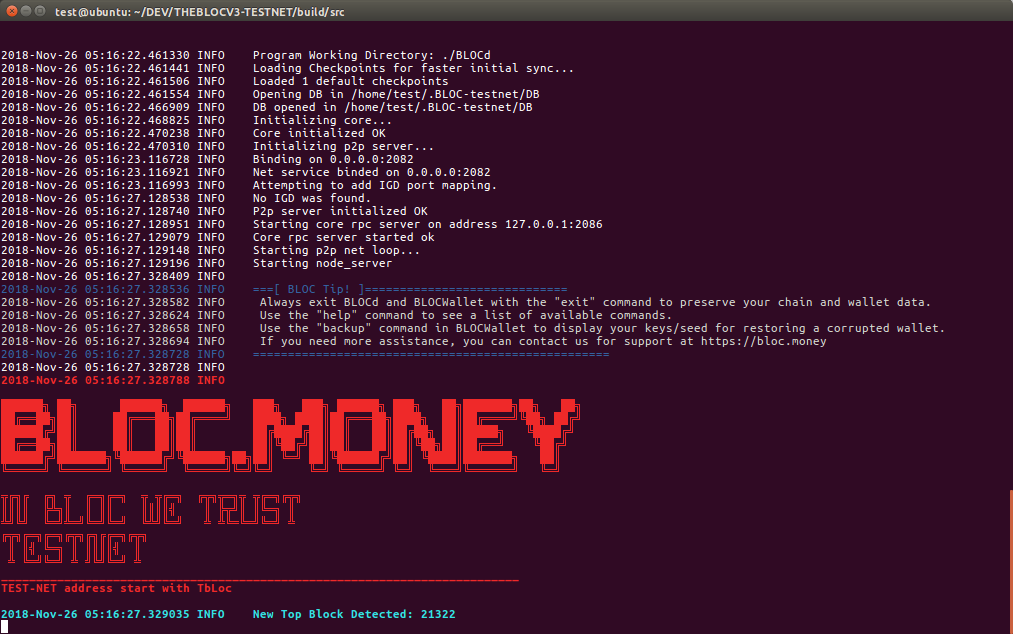 test@ubuntu: ~/DEV/THEBLOCV3-TESTNET/build/src
2018-Nov-26 05:16:22.461330 INFO    Program Working Directory: ./BLOCd
2018-Nov-26 05:16:22.461441 INFO    Loading Checkpoints for faster initial sync...
2018-Nov-26 05:16:22.461506 INFO    Loaded 1 default checkpoints
2018-Nov-26 05:16:22.461554 INFO    Opening DB in /home/test/.BLOC-testnet/DB
2018-Nov-26 05:16:22.466909 INFO    DB opened in /home/test/.BLOC-testnet/DB
2018-Nov-26 05:16:22.468825 INFO    Initializing core...
2018-Nov-26 05:16:22.470238 INFO    Core initialized OK
2018-Nov-26 05:16:22.470310 INFO    Initializing p2p server...
2018-Nov-26 05:16:23.116728 INFO    Binding on 0.0.0.0:2082
2018-Nov-26 05:16:23.116921 INFO    Net service binded on 0.0.0.0:2082
2018-Nov-26 05:16:23.116993 INFO    Attempting to add IGD port mapping.
2018-Nov-26 05:16:27.128538 INFO    No IGD was found.
2018-Nov-26 05:16:27.128740 INFO    P2p server initialized OK
2018-Nov-26 05:16:27.128951 INFO    Starting core rpc server on address 127.0.0.1:2086
2018-Nov-26 05:16:27.129079 INFO    Core rpc server started ok
2018-Nov-26 05:16:27.129148 INFO    Starting p2p net loop...
2018-Nov-26 05:16:27.129196 INFO    Starting node_server
2018-Nov-26 05:16:27.328409 INFO
2018-Nov-26 05:16:27.328536 INFO    ===[ BLOC Tip! ]=============================
2018-Nov-26 05:16:27.328582 INFO     Always exit BLOCd and BLOCWallet with the "exit" command to preserve your chain and wallet data.
2018-Nov-26 05:16:27.328624 INFO     Use the "help" command to see a list of available commands.
2018-Nov-26 05:16:27.328658 INFO     Use the "backup" command in BLOCWallet to display your keys/seed for restoring a corrupted wallet.
2018-Nov-26 05:16:27.328694 INFO     If you need more assistance, you can contact us for support at https://bloc.money
2018-Nov-26 05:16:27.328728 INFO    ===================================================
2018-Nov-26 05:16:27.328728 INFO
2018-Nov-26 05:16:27.328788 INFO
BLOC.MONEY
IN BLOC WE TRUST
TESTNET
TEST-NET address start with TbLoc
2018-Nov-26 05:16:27.329035 INFO    New Top Block Detected: 21322